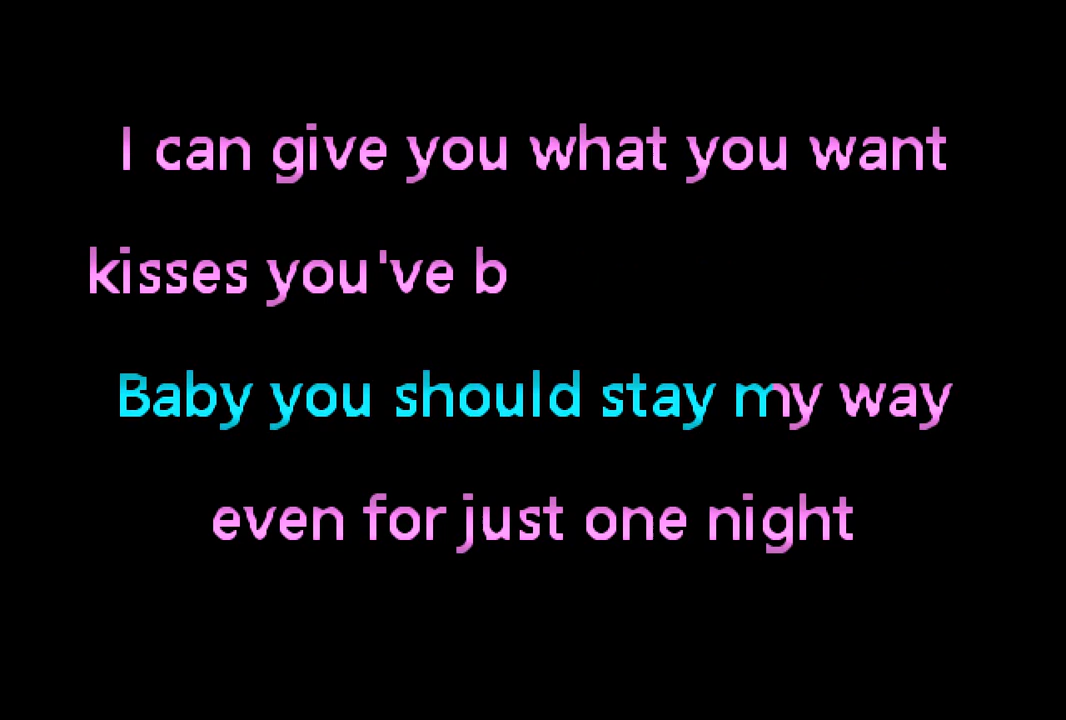 I can give you what you want
kisses you've b
Baby you should stay my way
even for just one night